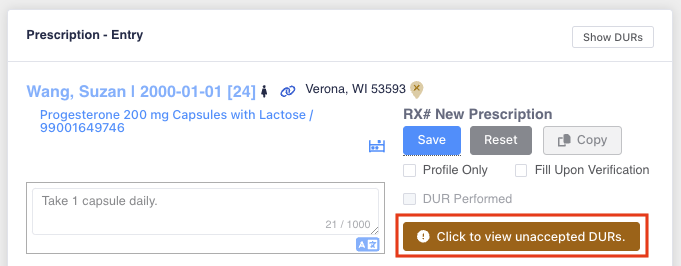 Prescription - Entry
Show DURs
Wang, Suzan | 2000-01-01 [24]
Verona, WI 53593
Progesterone 200 mg Capsules with Lactose /
99001649746
RX# New Prescription
Save
Reset
Copy
Profile Only
Fill Upon Verification
DUR Performed
Take 1 capsule daily.
21 / 1000
A文
Click to view unaccepted DURs.